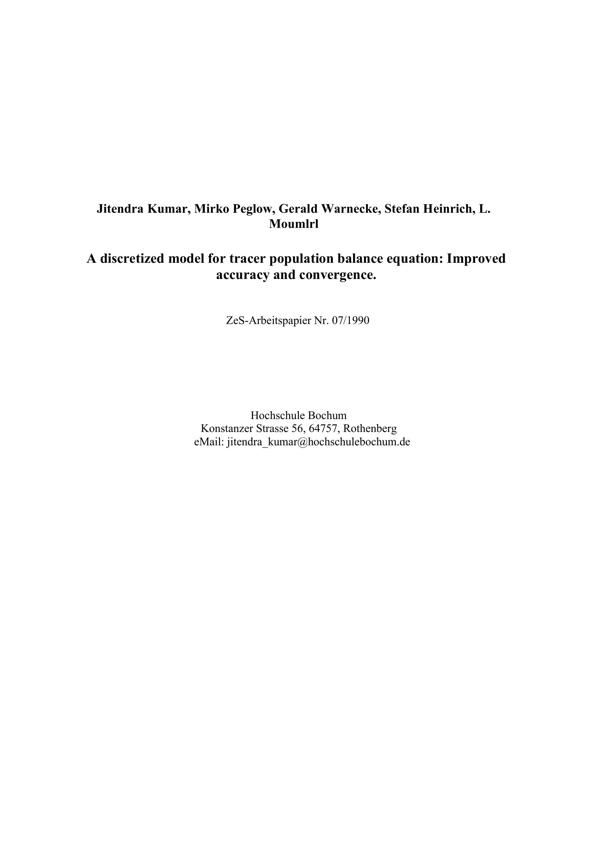 Jitendra Kumar, Mirko Peglow, Gerald Warnecke, Stefan Heinrich, L.
Moumlrl
A discretized model for tracer population balance equation: Improved
accuracy and convergence.
ZeS-Arbeitspapier Nr. 07/1990
Hochschule Bochum
Konstanzer Strasse 56, 64757, Rothenberg
eMail: jitendra_kumar@hochschulebochum.de